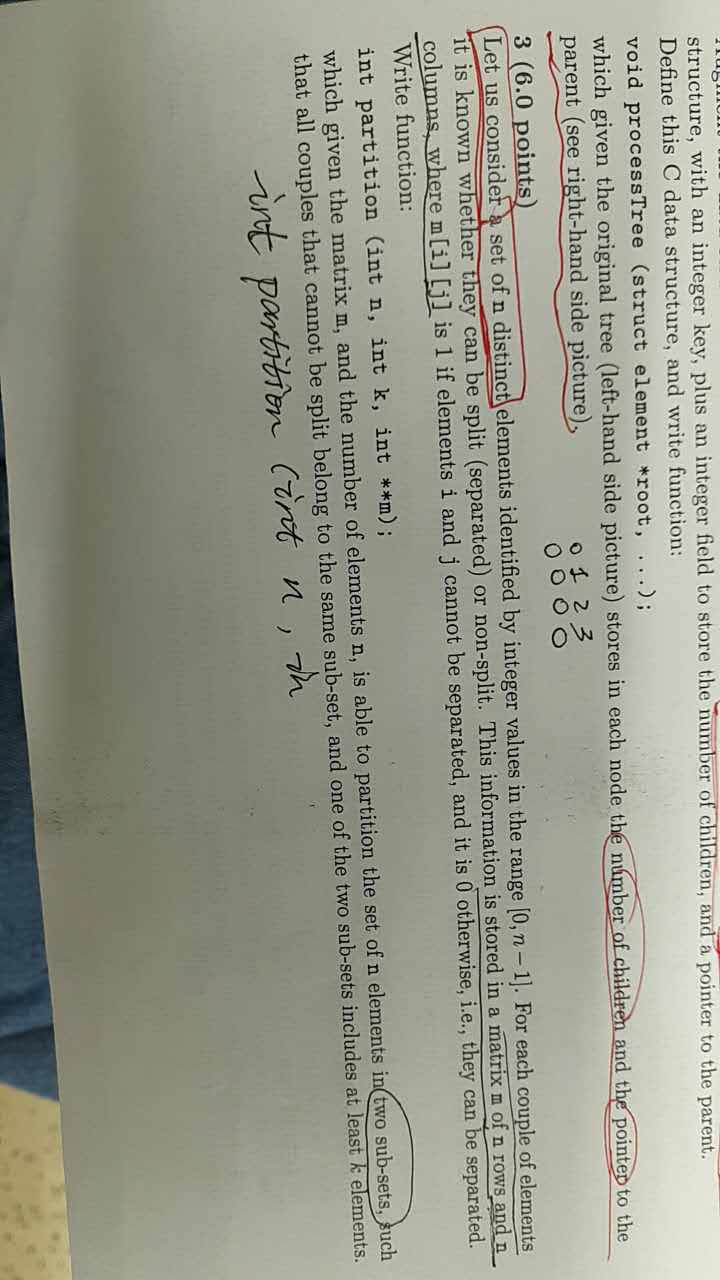 structure, with an integer key, plus an integer field to store the number of children, and a pointer to the parent.
Define this C data structure, and write function:
void processTree (struct element *root, ...);
which given the original tree (left-hand side picture) stores in each node the number of children and the pointer to the
parent (see right-hand side picture).
0 1 2 3
0 0 0 0
3 (6.0 points)
Let us consider a set of n distinct elements identified by integer values in the range [0, n − 1]. For each couple of elements
it is known whether they can be split (separated) or non-split. This information is stored in a matrix m of n rows and n
columns, where m[i][j] is 1 if elements i and j cannot be separated, and it is 0 otherwise, i.e., they can be separated.
Write function:
int partition (int n, int k, int **m);
which given the matrix m, and the number of elements n, is able to partition the set of n elements in two sub-sets, such
that all couples that cannot be split belong to the same sub-set, and one of the two sub-sets includes at least k elements.
int partition (int n, in